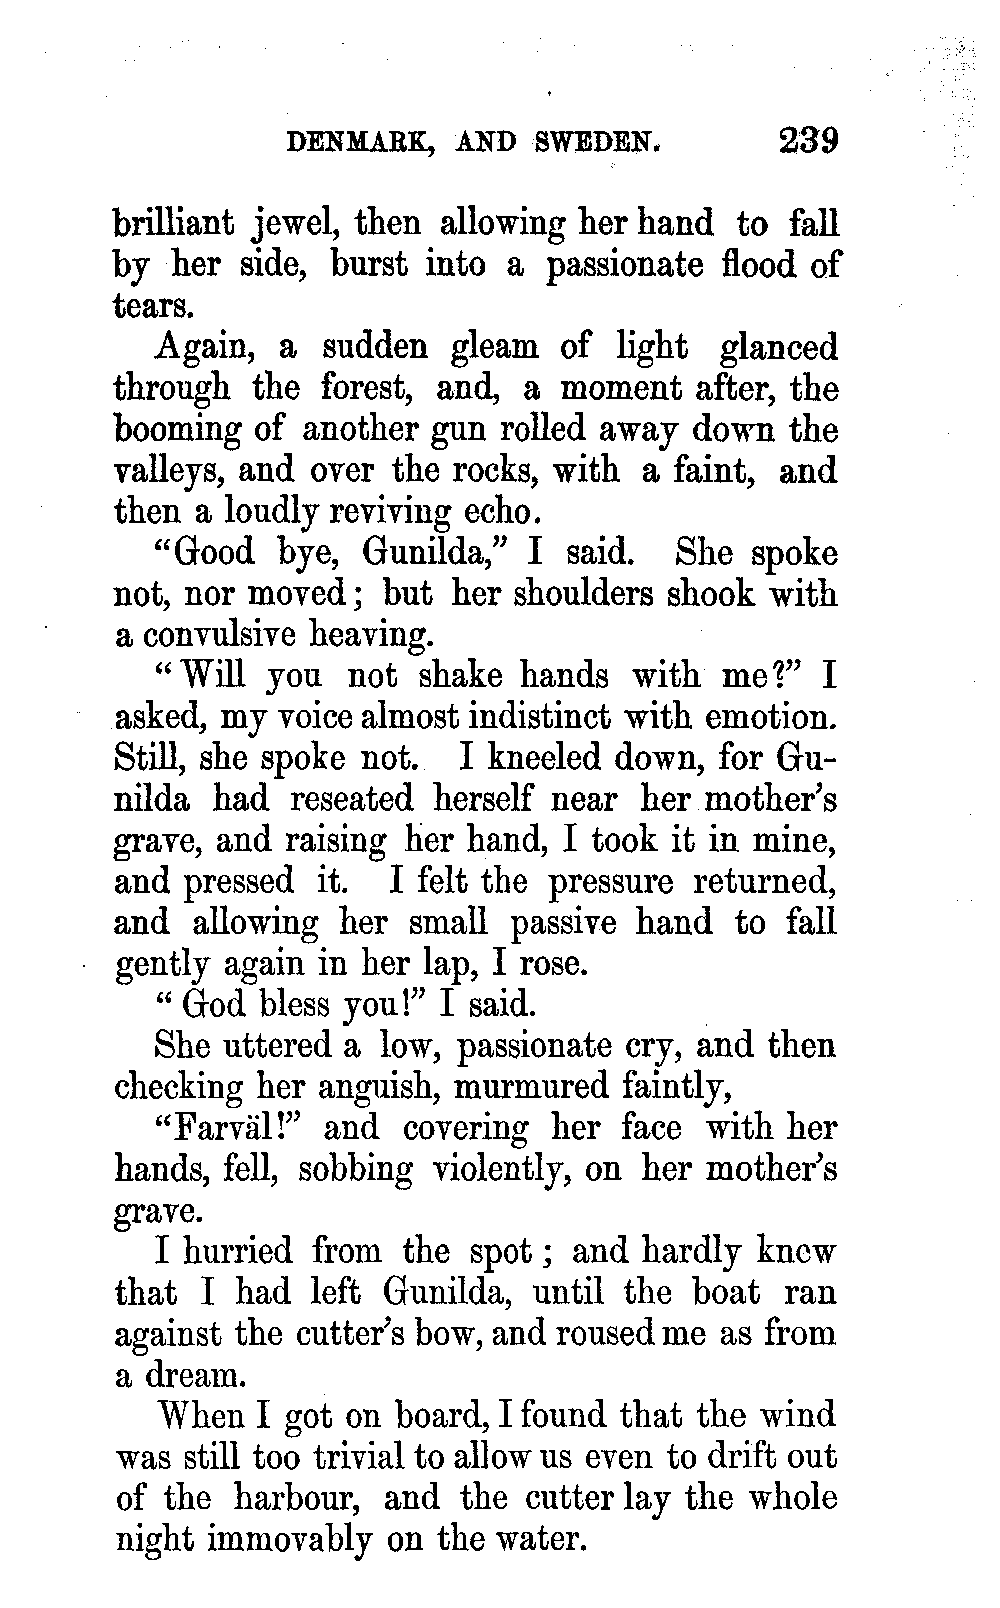 DENMARK, AND SWEDEN. 239
brilliant jewel, then allowing her hand to fall
by her side, burst into a passionate flood of
tears.
Again, a sudden gleam of light glanced
through the forest, and, a moment after, the
booming of another gun rolled away down the
valleys, and over the rocks, with a faint, and
then a loudly reviving echo.
"Good bye, Gunilda," I said. She spoke
not, nor moved; but her shoulders shook with
a convulsive heaving.
"Will you not shake hands with me?" I
asked, my voice almost indistinct with emotion.
Still, she spoke not. I kneeled down, for Gu-
nilda had reseated herself near her mother's
grave, and raising her hand, I took it in mine,
and pressed it. I felt the pressure returned,
and allowing her small passive hand to fall
gently again in her lap, I rose.
"God bless you!" I said.
She uttered a low, passionate cry, and then
checking her anguish, murmured faintly,
"Farväl!" and covering her face with her
hands, fell, sobbing violently, on her mother's
grave.
I hurried from the spot; and hardly knew
that I had left Gunilda, until the boat ran
against the cutter's bow, and roused me as from
a dream.
When I got on board, I found that the wind
was still too trivial to allow us even to drift out
of the harbour, and the cutter lay the whole
night immovably on the water.